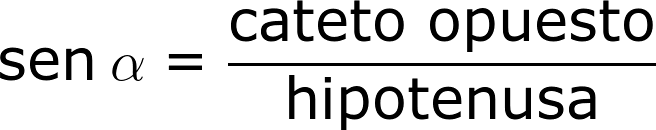 sen α = cateto opuesto
hipotenusa